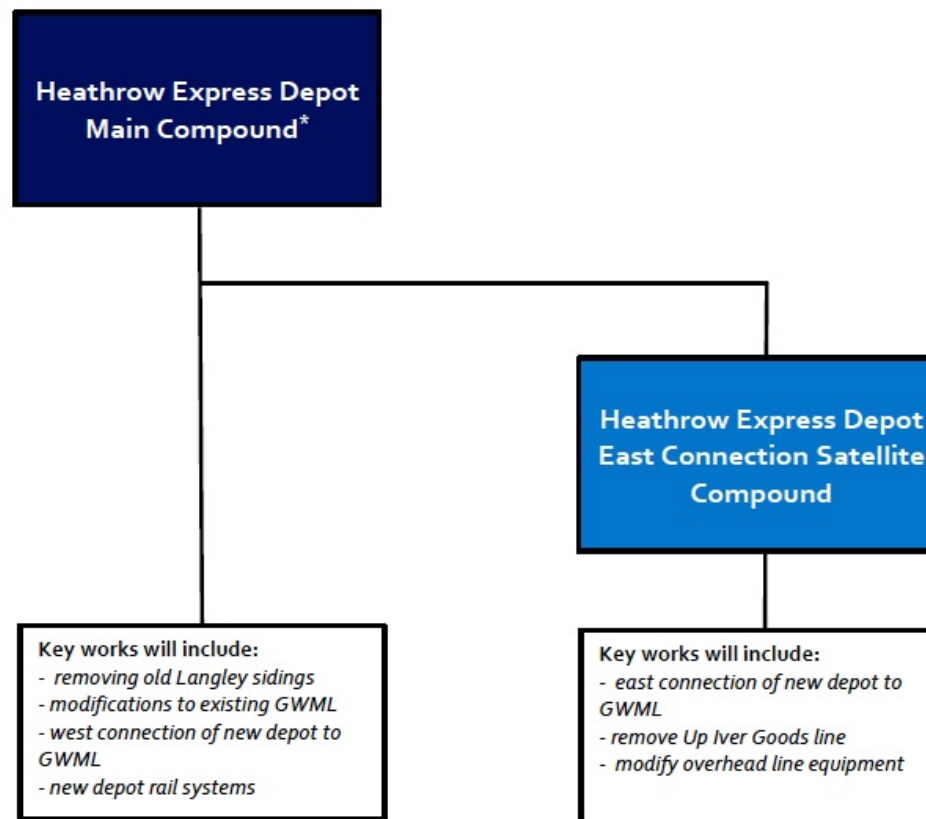 Heathrow Express Depot
Main Compound*
Heathrow Express Depot
East Connection Satellite
Compound
Key works will include:
- removing old Langley sidings
- modifications to existing GWML
- west connection of new depot to
GWML
- new depot rail systems
Key works will include:
- east connection of new depot to
GWML
- remove Up Iver Goods line
- modify overhead line equipment